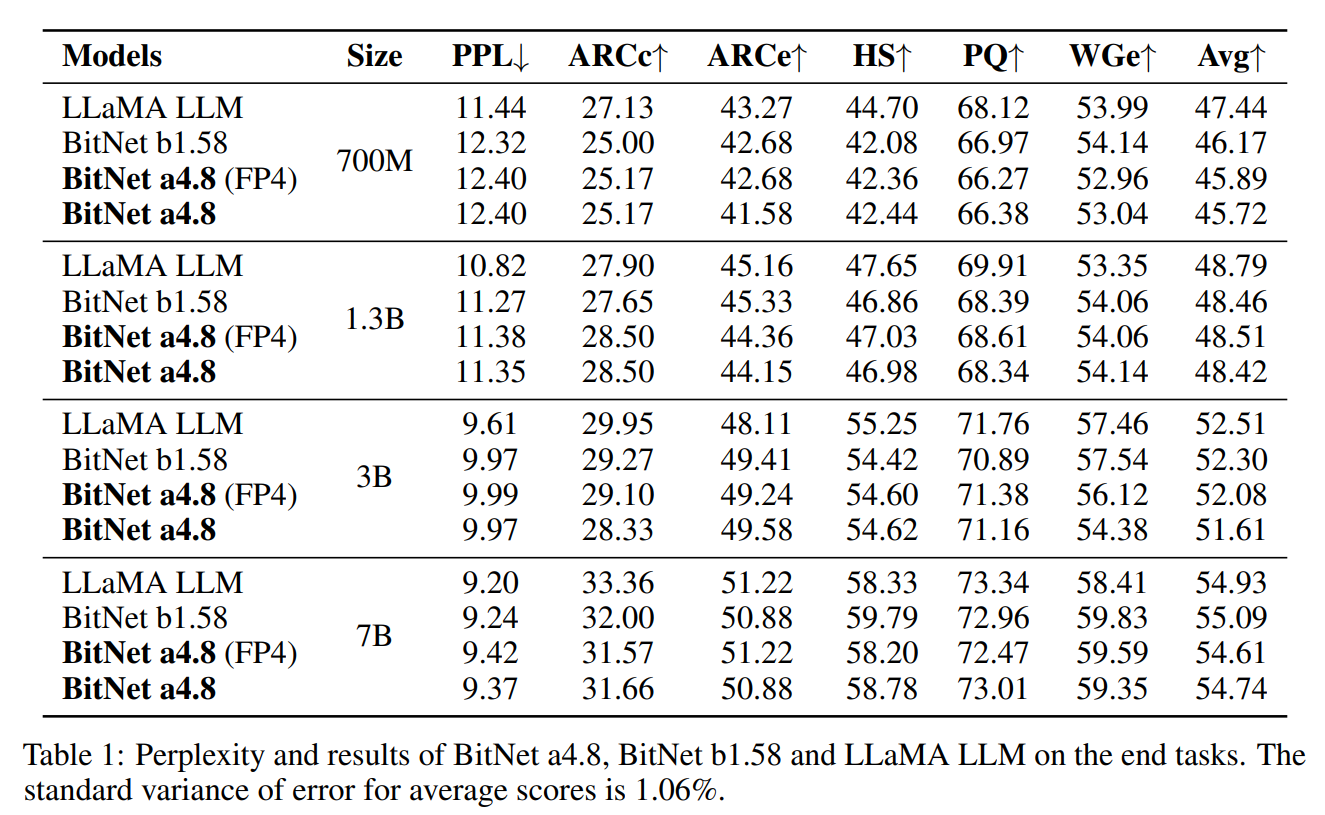 Models Size PPL↓ ARCc↑ ARCe↑ HS↑ PQ↑ WGe↑ Avg↑
LLaMA LLM 11.44 27.13 43.27 44.70 68.12 53.99 47.44
BitNet b1.58 12.32 25.00 42.68 42.08 66.97 54.14 46.17
700M
BitNet a4.8 (FP4) 12.40 25.17 42.68 42.36 66.27 52.96 45.89
BitNet a4.8 12.40 25.17 41.58 42.44 66.38 53.04 45.72
LLaMA LLM 10.82 27.90 45.16 47.65 69.91 53.35 48.79
BitNet b1.58 11.27 27.65 45.33 46.86 68.39 54.06 48.46
1.3B
BitNet a4.8 (FP4) 11.38 28.50 44.36 47.03 68.61 54.06 48.51
BitNet a4.8 11.35 28.50 44.15 46.98 68.34 54.14 48.42
LLaMA LLM 9.61 29.95 48.11 55.25 71.76 57.46 52.51
BitNet b1.58 9.97 29.27 49.41 54.42 70.89 57.54 52.30
3B
BitNet a4.8 (FP4) 9.99 29.10 49.24 54.60 71.38 56.12 52.08
BitNet a4.8 9.97 28.33 49.58 54.62 71.16 54.38 51.61
LLaMA LLM 9.20 33.36 51.22 58.33 73.34 58.41 54.93
BitNet b1.58 9.24 32.00 50.88 59.79 72.96 59.83 55.09
7B
BitNet a4.8 (FP4) 9.42 31.57 51.22 58.20 72.47 59.59 54.61
BitNet a4.8 9.37 31.66 50.88 58.78 73.01 59.35 54.74
Table 1: Perplexity and results of BitNet a4.8, BitNet b1.58 and LLaMA LLM on the end tasks. The
standard variance of error for average scores is 1.06%.